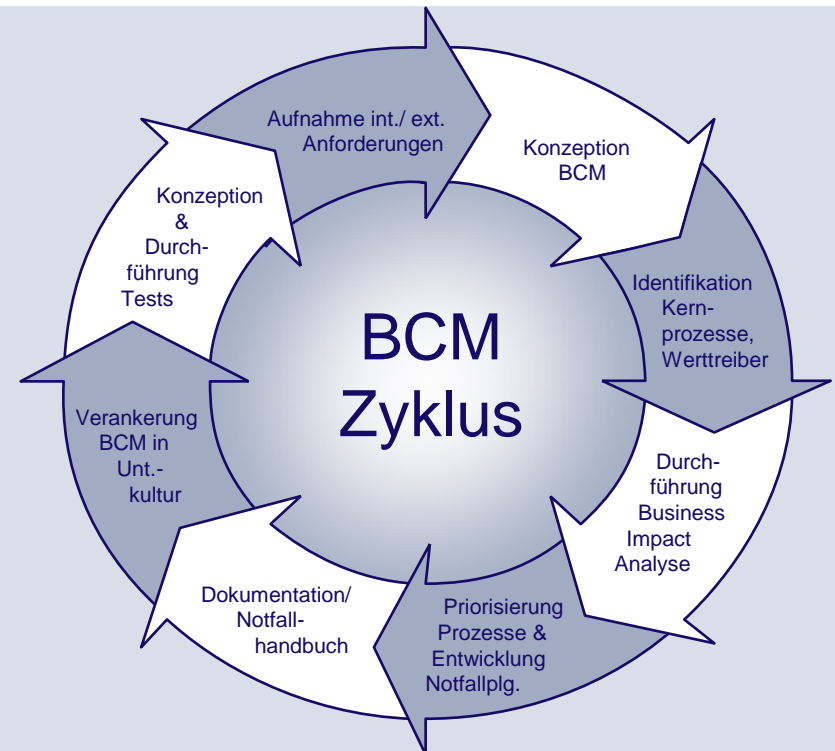 Aufnahme int./ ext.
Anforderungen
Konzeption
BCM
Identifikation
Kern-
prozesse,
Werttreiber
Durch-
führung
Business
Impact
Analyse
Priorisierung
Prozesse &
Entwicklung
Notfallplg.
Dokumentation/
Notfall-
handbuch
Verankerung
BCM in
Unt.-
kultur
Konzeption
&
Durch-
führung
Tests
BCM
Zyklus